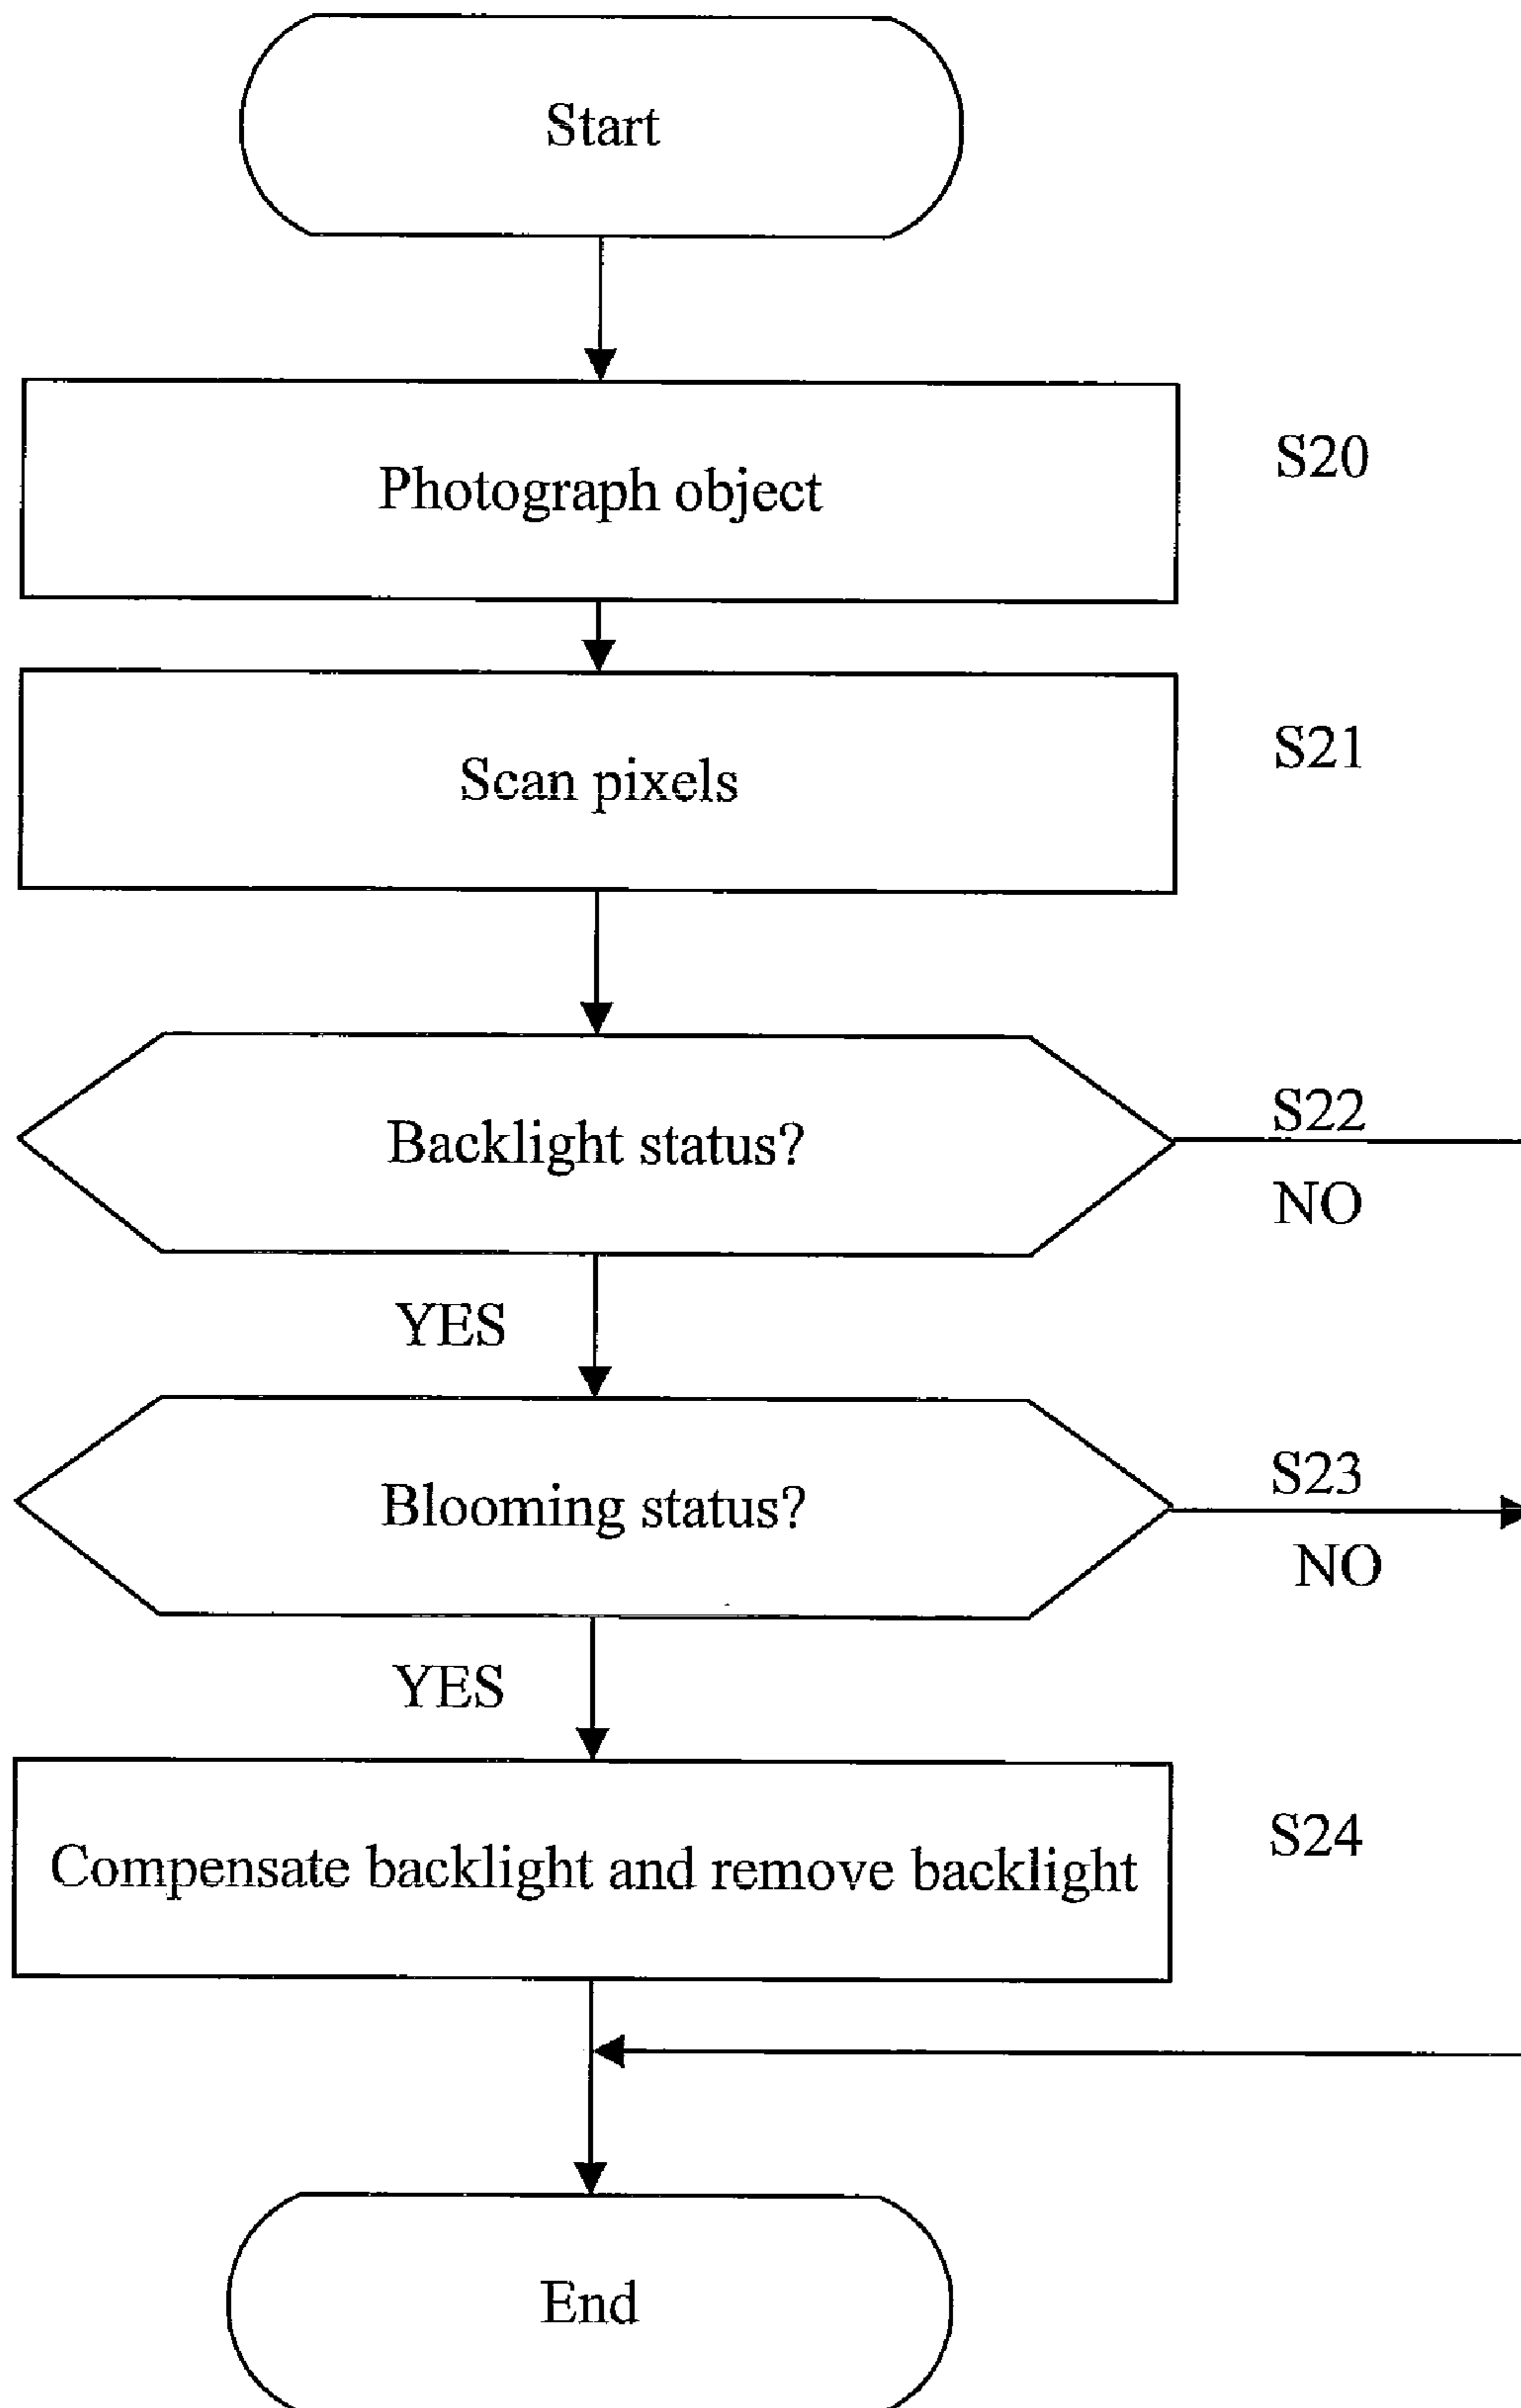 Start
Photograph object
S20
Scan pixels
S21
Backlight status?
S22
NO
YES
Blooming status?
S23
NO
YES
Compensate backlight and remove backlight
S24
End